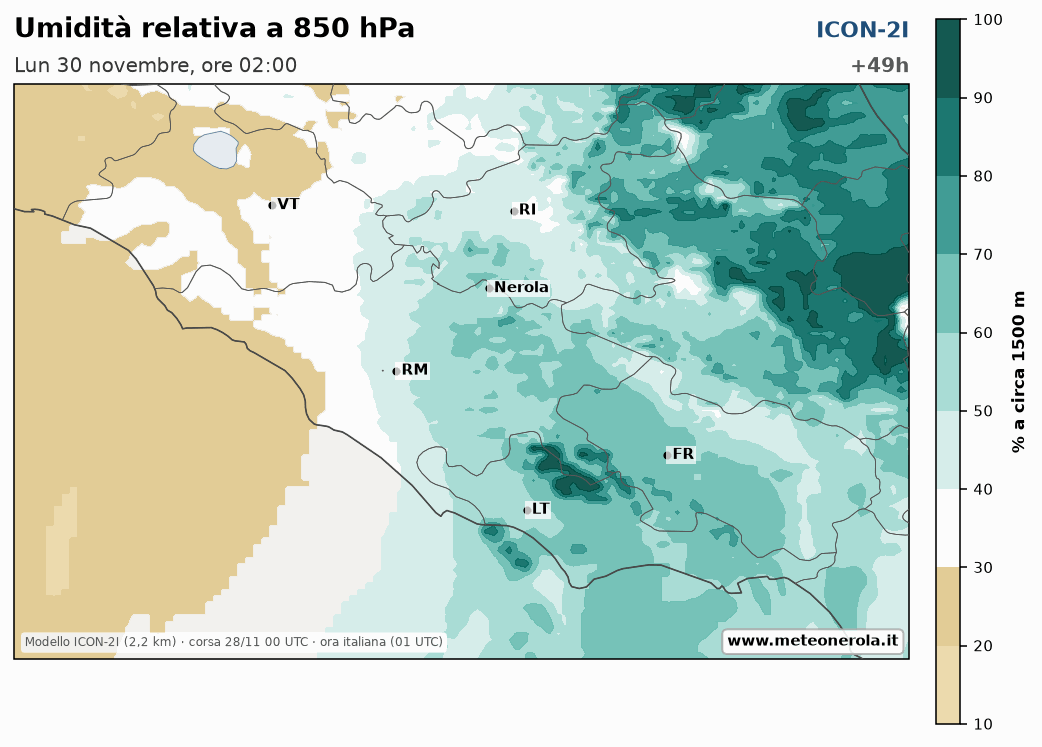 Umidità relativa a 850 hPa
ICON-2I
Lun 30 novembre, ore 02:00
+49h
100
90
80
70
60
50
40
30
20
10
% a circa 1500 m
VT
RI
Nerola
RM
FR
LT
Modello ICON-2I (2,2 km) · corsa 28/11 00 UTC · ora italiana (01 UTC)
www.meteonerola.it